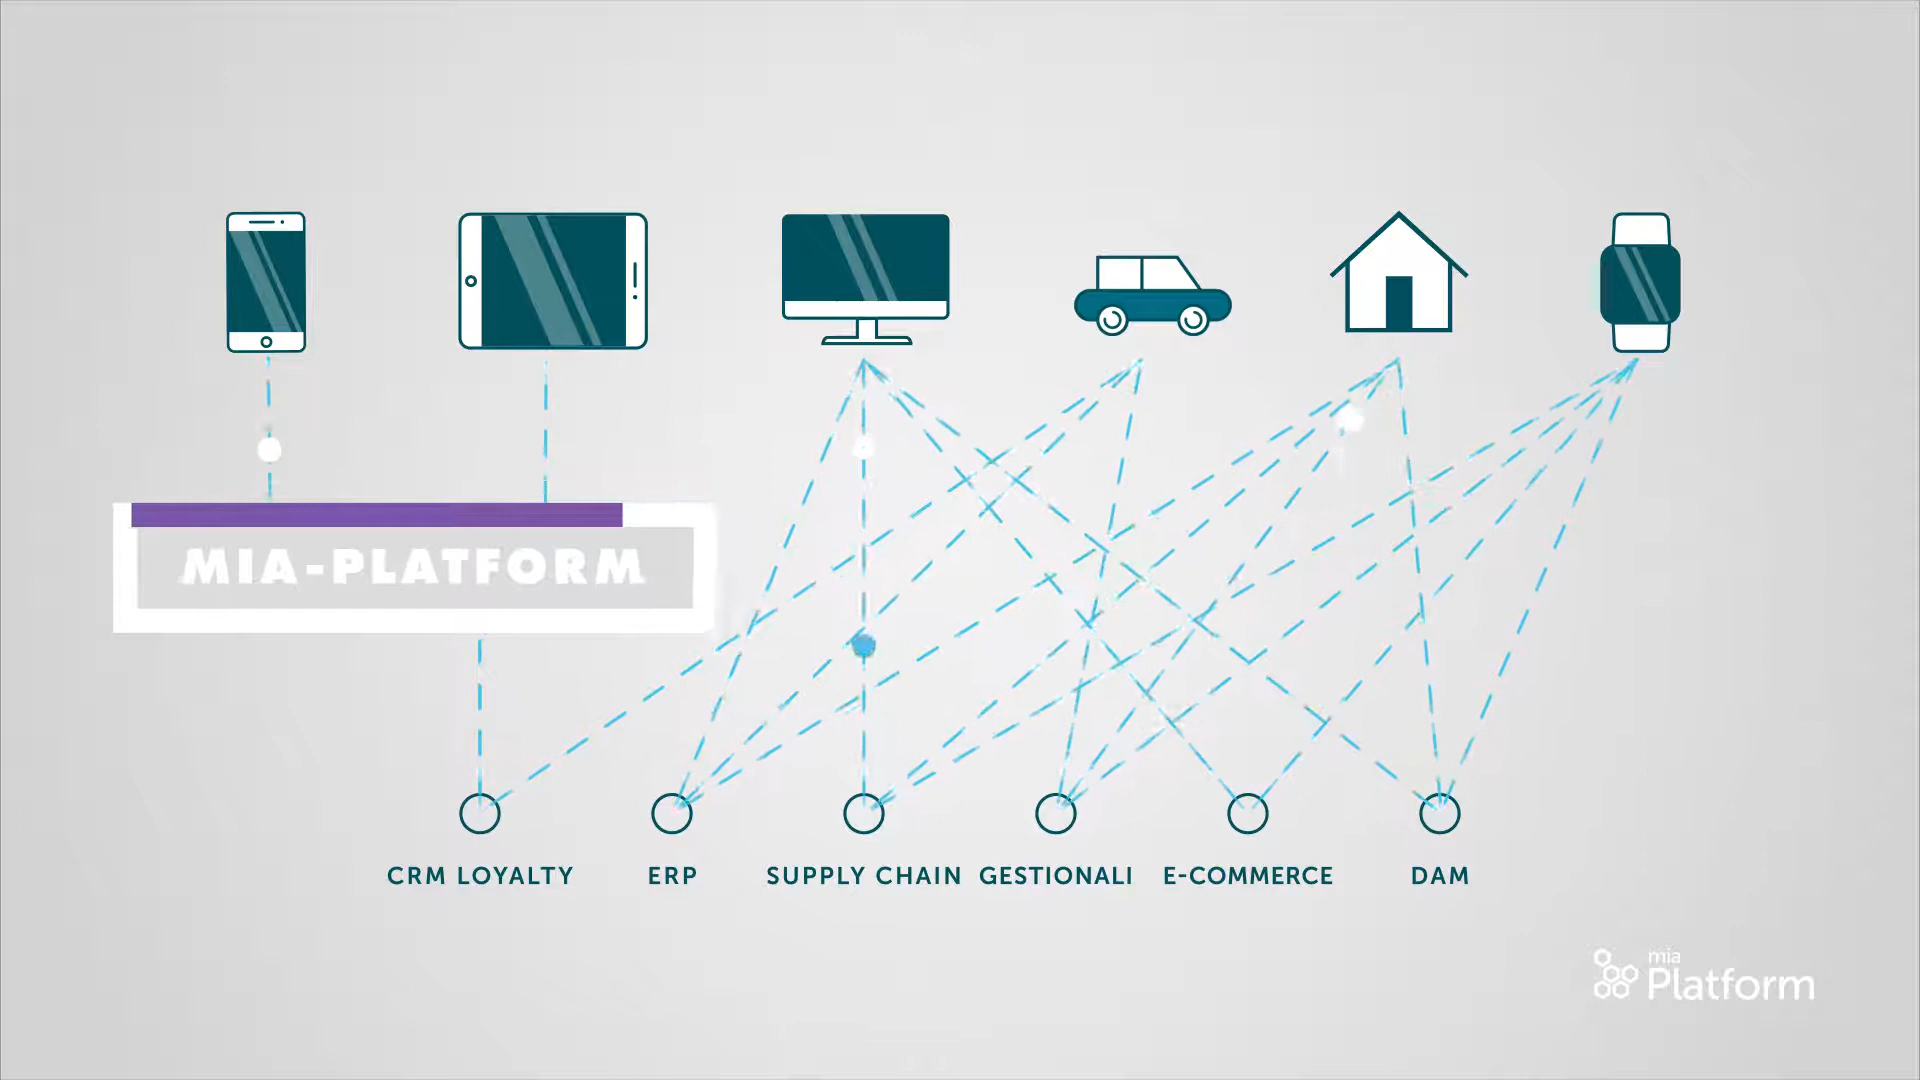 MIA-PLATFORM
CRM LOYALTY
ERP
SUPPLY CHAIN
GESTIONALI
E-COMMERCE
DAM
mia
Platform